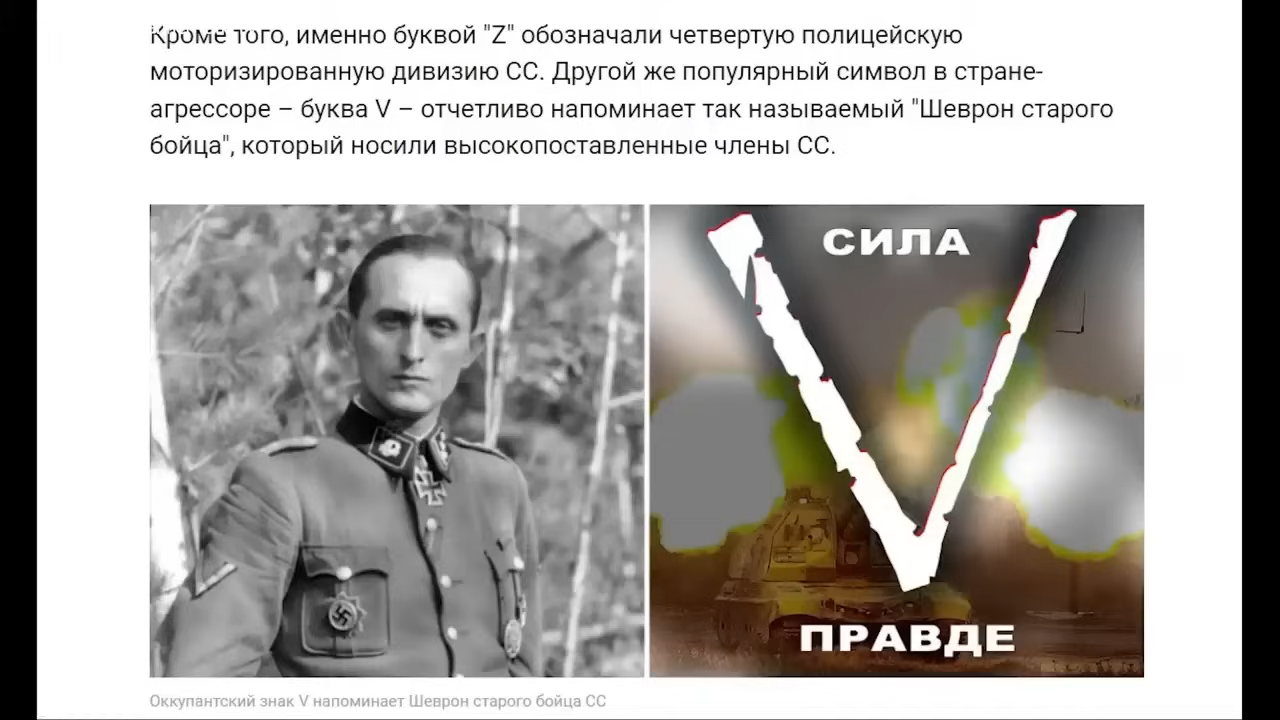 Кроме того, именно буквой "Z" обозначали четвертую полицейскую
моторизированную дивизию СС. Другой же популярный символ в стране-
агрессоре – буква V – отчетливо напоминает так называемый "Шеврон старого
бойца", который носили высокопоставленные члены СС.
СИЛА
V
ПРАВДЕ
Оккупантский знак V напоминает Шеврон старого бойца СС